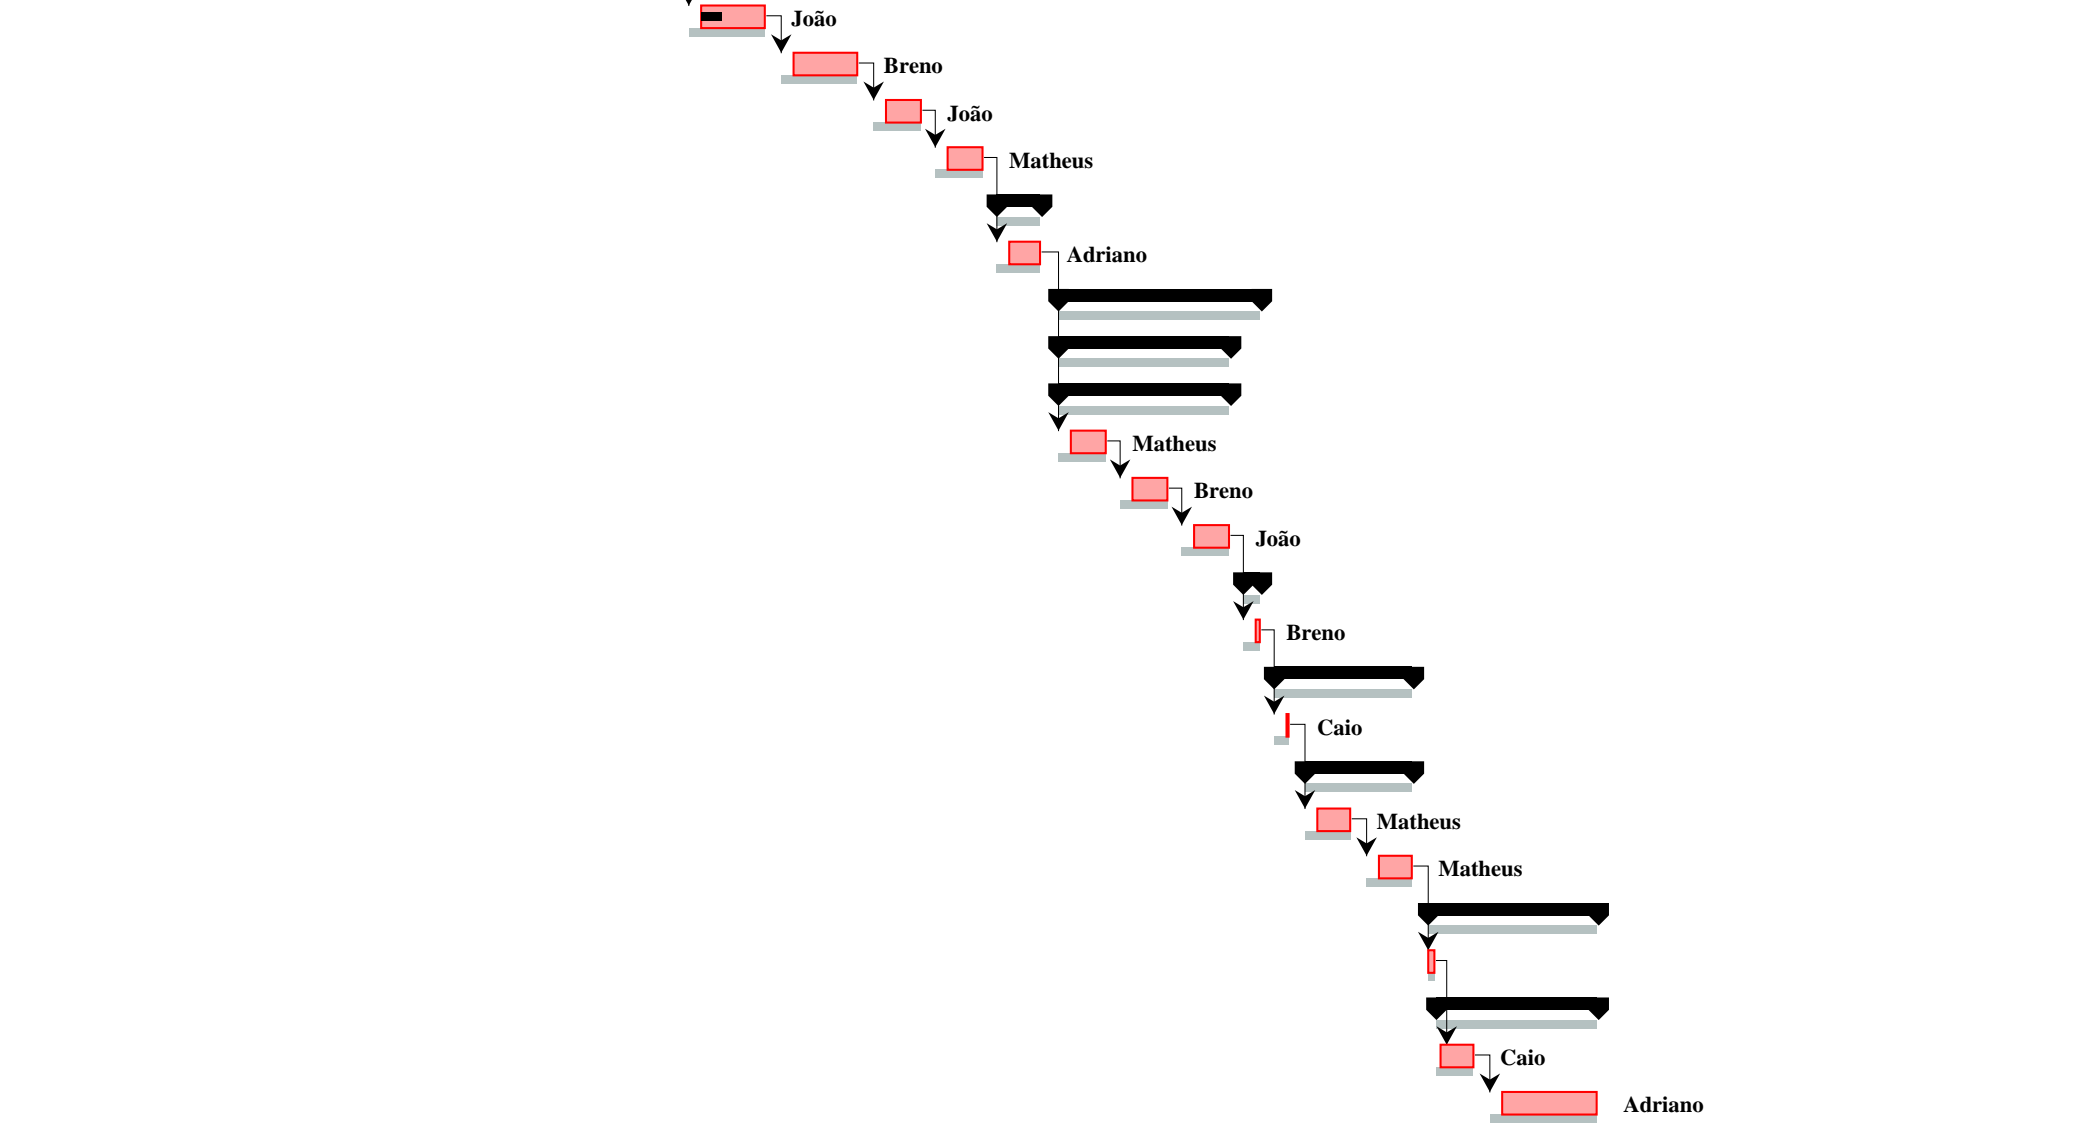 João
Breno
João
Matheus
Adriano
Matheus
Breno
João
Breno
Caio
Matheus
Matheus
Caio
Adriano